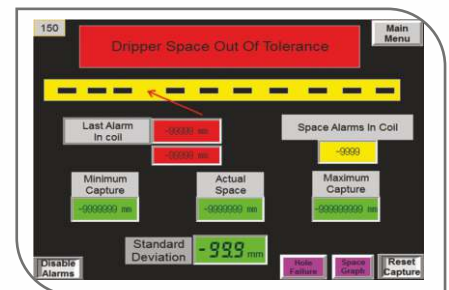 150
Main
Menu
Dripper Space Out Of Tolerance
Last Alarm
In coil
-99999 mm
-99999 mm
Space Alarms In Coil
-9999
Minimum
Capture
-9999999 mm
Actual
Space
-9999999 mm
Maximum
Capture
-99999999 mm
Standard
Deviation
-99.9 mm
Disable
Alarms
Hole
Failure
Space
Graph
Reset
Capture